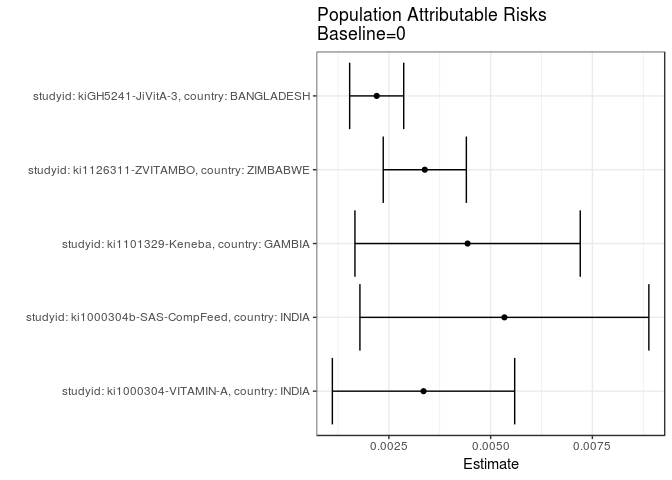 Population Attributable Risks
Baseline=0
studyid: kiGH5241-JiVitA-3, country: BANGLADESH
studyid: ki1126311-ZVITAMBO, country: ZIMBABWE
studyid: ki1101329-Keneba, country: GAMBIA
studyid: ki1000304b-SAS-CompFeed, country: INDIA
studyid: ki1000304-VITAMIN-A, country: INDIA
0.0025 0.0050 0.0075
Estimate